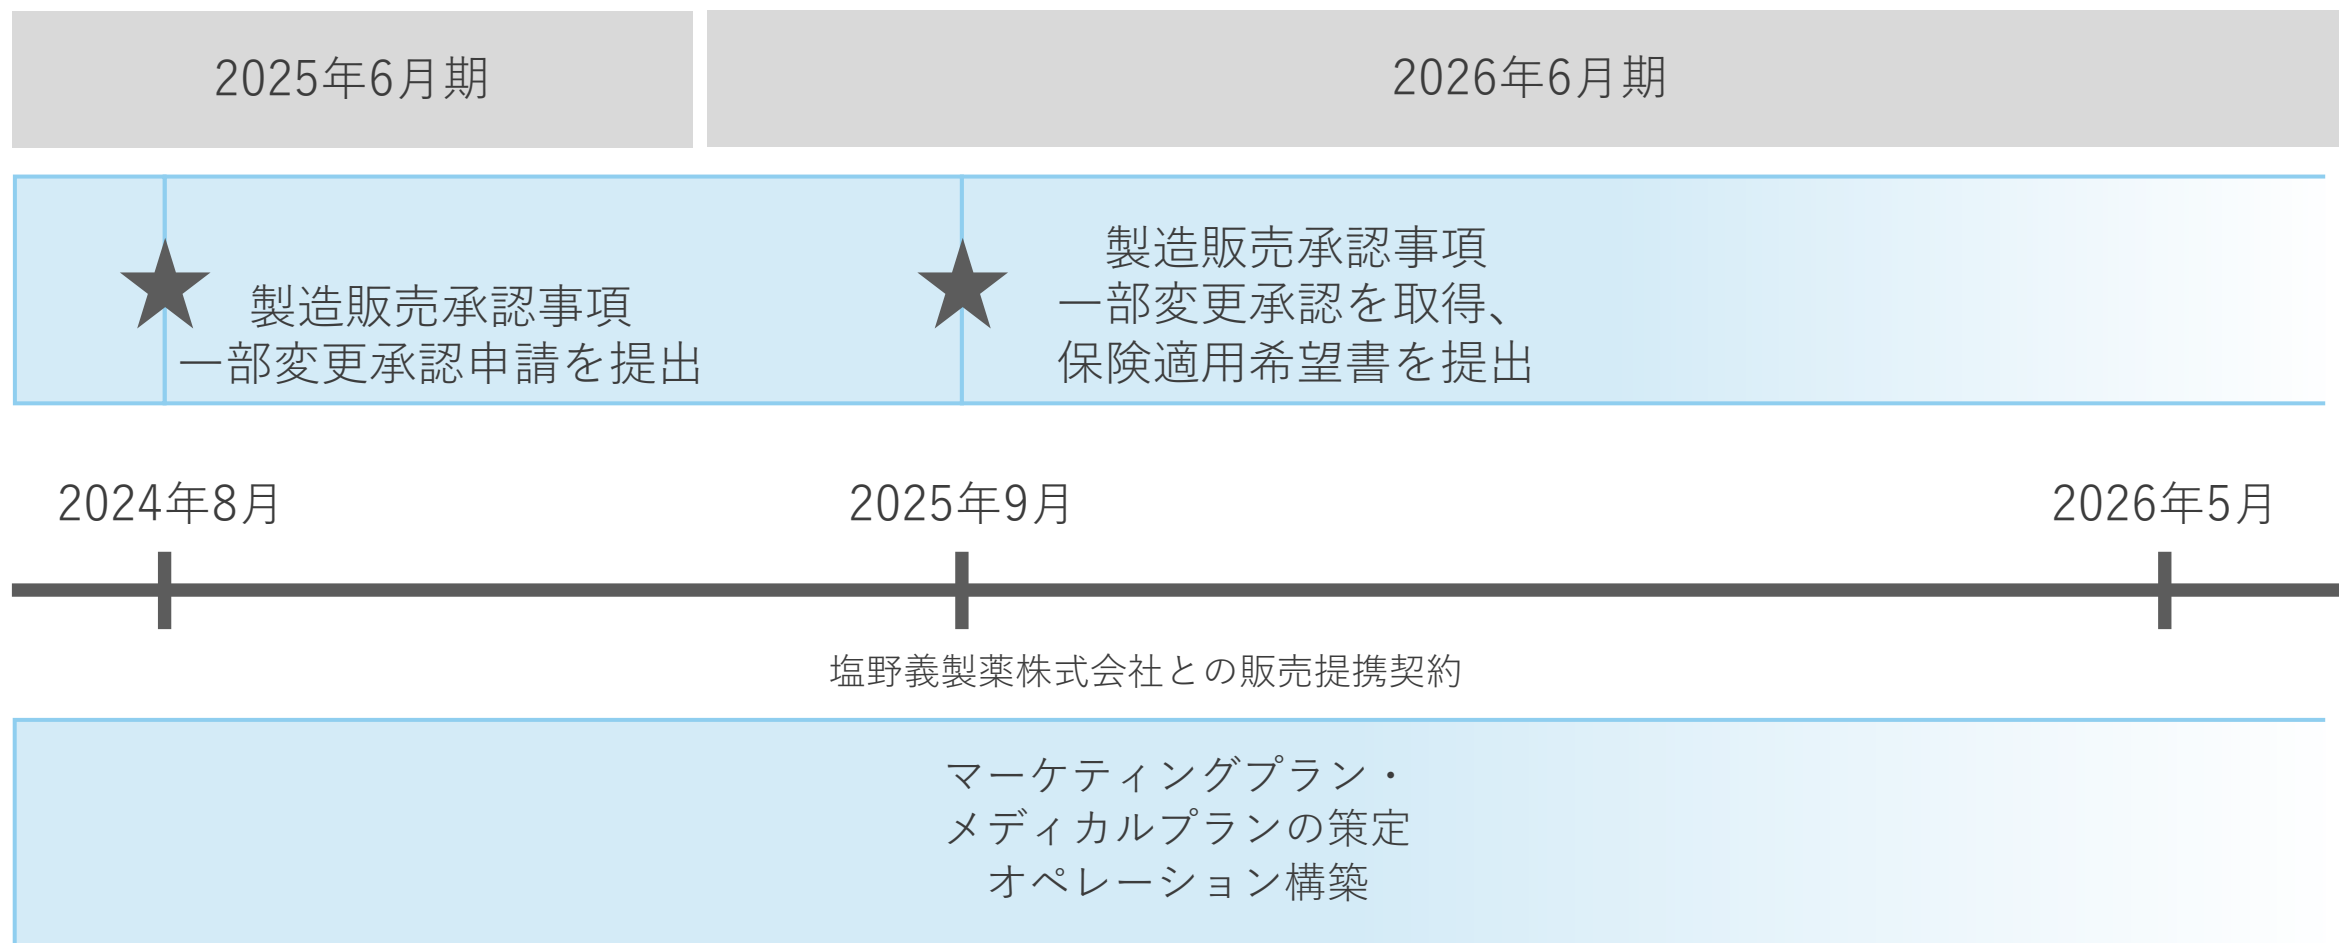 2025年6月期
2026年6月期
製造販売承認事項
一部変更承認申請を提出
製造販売承認事項
一部変更承認を取得、
保険適用希望書を提出
2024年8月
2025年9月
2026年5月
塩野義製薬株式会社との販売提携契約
マーケティングプラン・
メディカルプランの策定
オペレーション構築